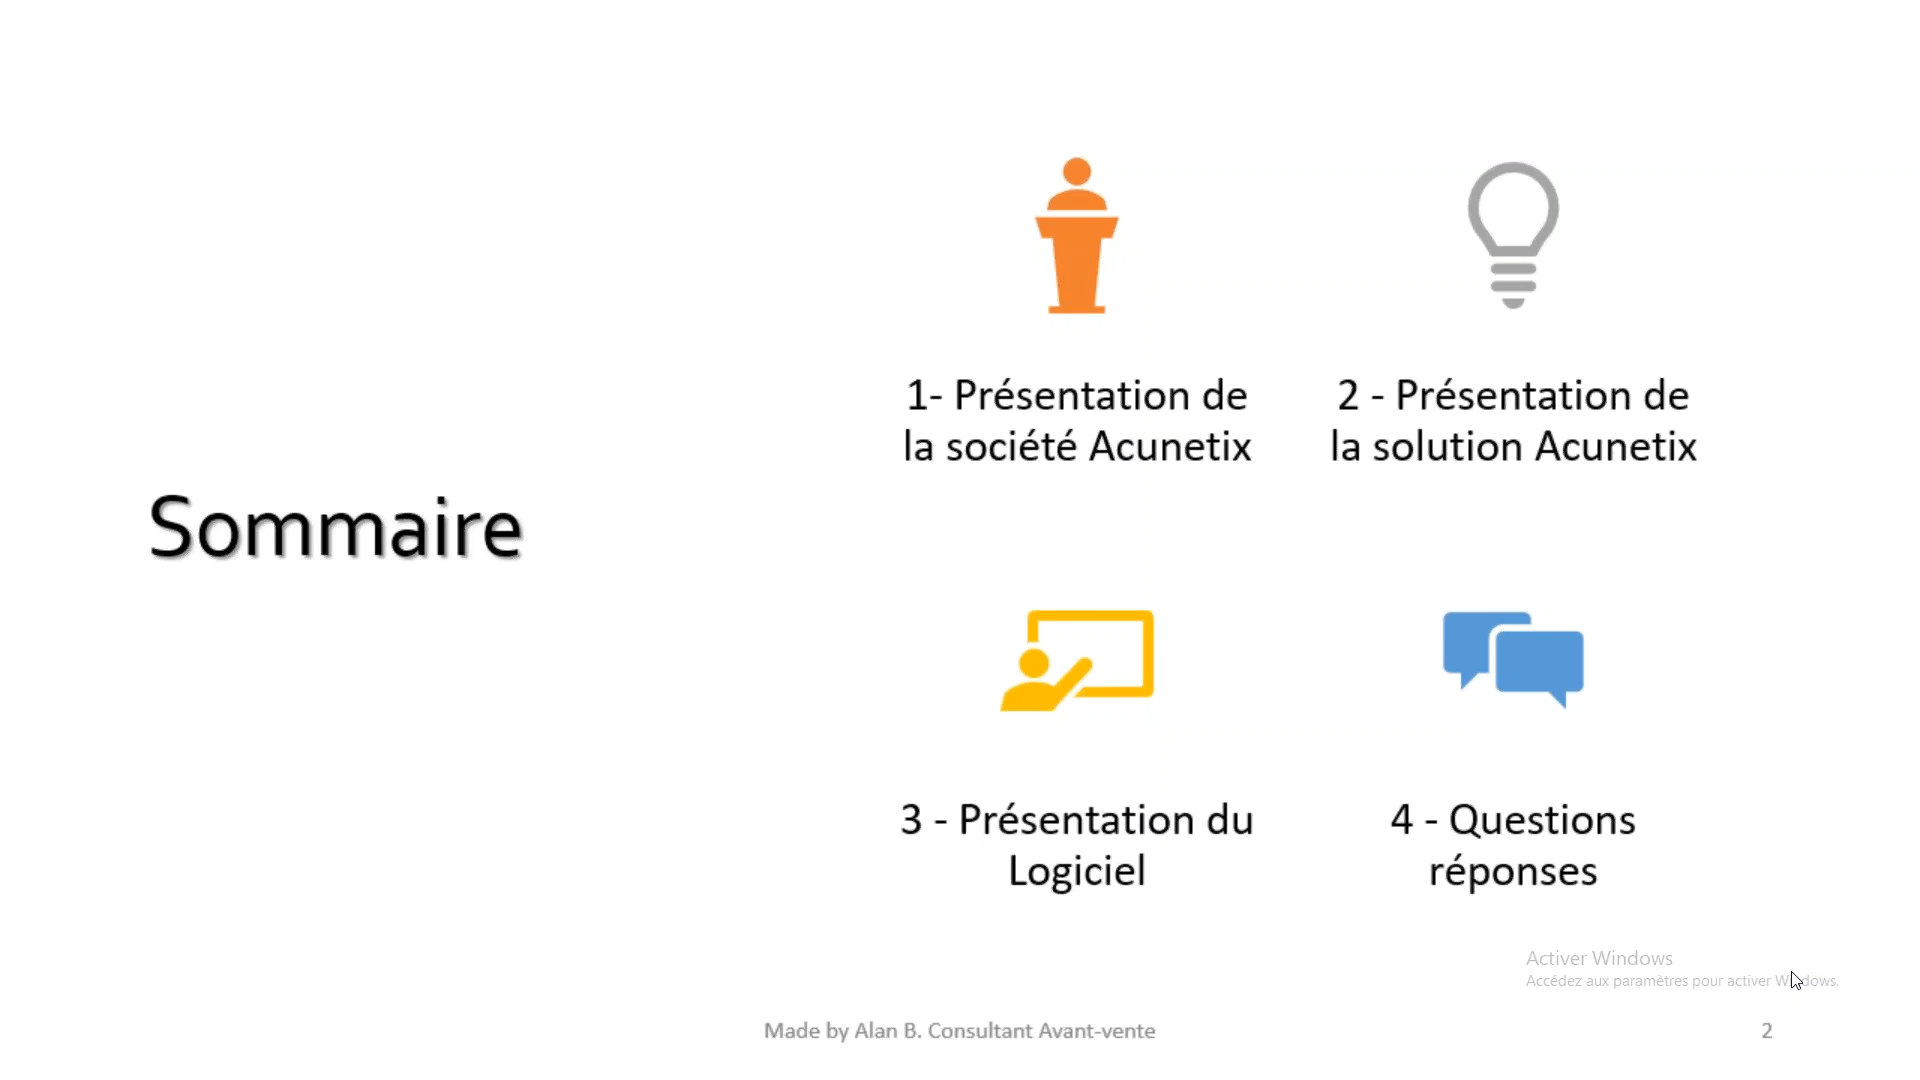 Sommaire
1- Présentation de
la société Acunetix
2 - Présentation de
la solution Acunetix
3 - Présentation du
Logiciel
4 - Questions
réponses
Activer Windows
Accédez aux paramètres pour activer Windows.
Made by Alan B. Consultant Avant-vente
2